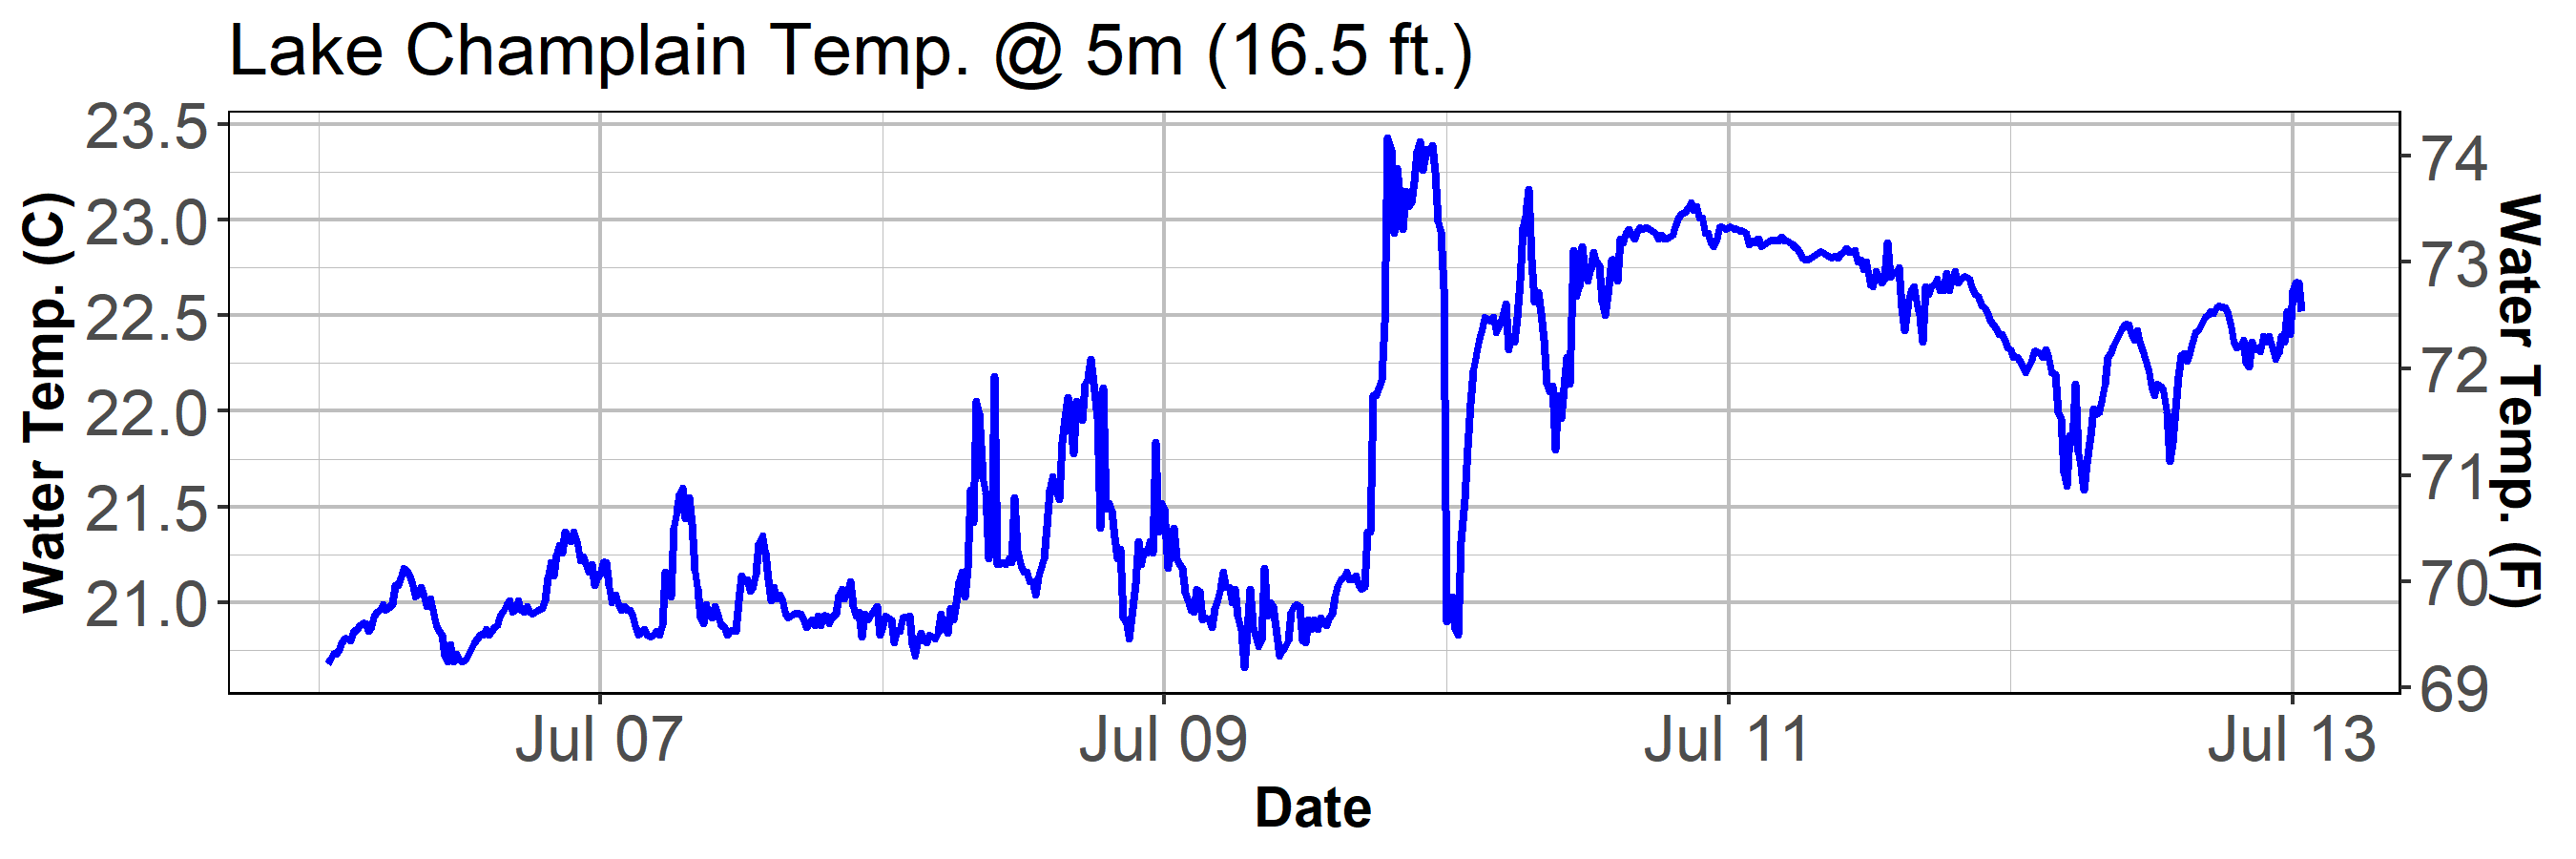 Lake Champlain Temp. @ 5m (16.5 ft.)
Water Temp. (C)
23.5
23.0
22.5
22.0
21.5
21.0
74
73
72
71
70
69
Water Temp. (F)
Jul 07
Jul 09
Jul 11
Jul 13
Date